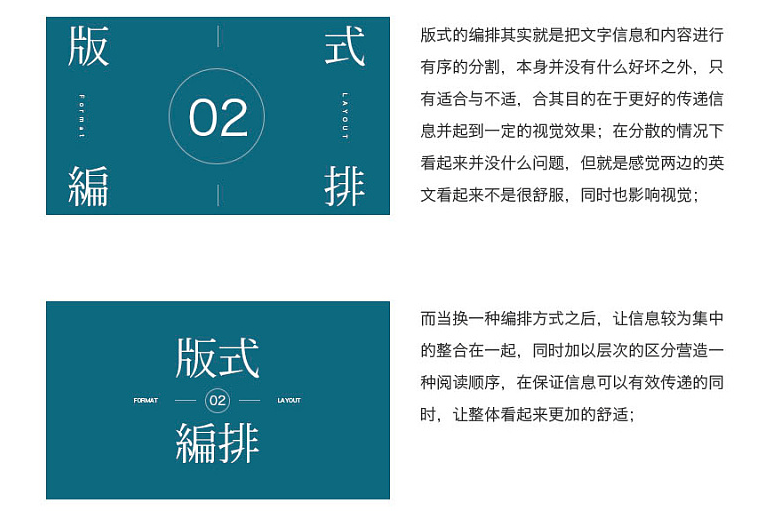 版 式
Format 02 LAYOUT
編 排
版式的编排其实就是把文字信息和内容进行
有序的分割，本身并没有什么好坏之外，只
有适合与不适，合其目的在于更好的传递信
息并起到一定的视觉效果；在分散的情况下
看起来并没什么问题，但就是感觉两边的英
文看起来不是很舒服，同时也影响视觉；
版式
FORMAT 02 LAYOUT
編排
而当换一种编排方式之后，让信息较为集中
的整合在一起，同时加以层次的区分营造一
种阅读顺序，在保证信息可以有效传递的同
时，让整体看起来更加的舒适；